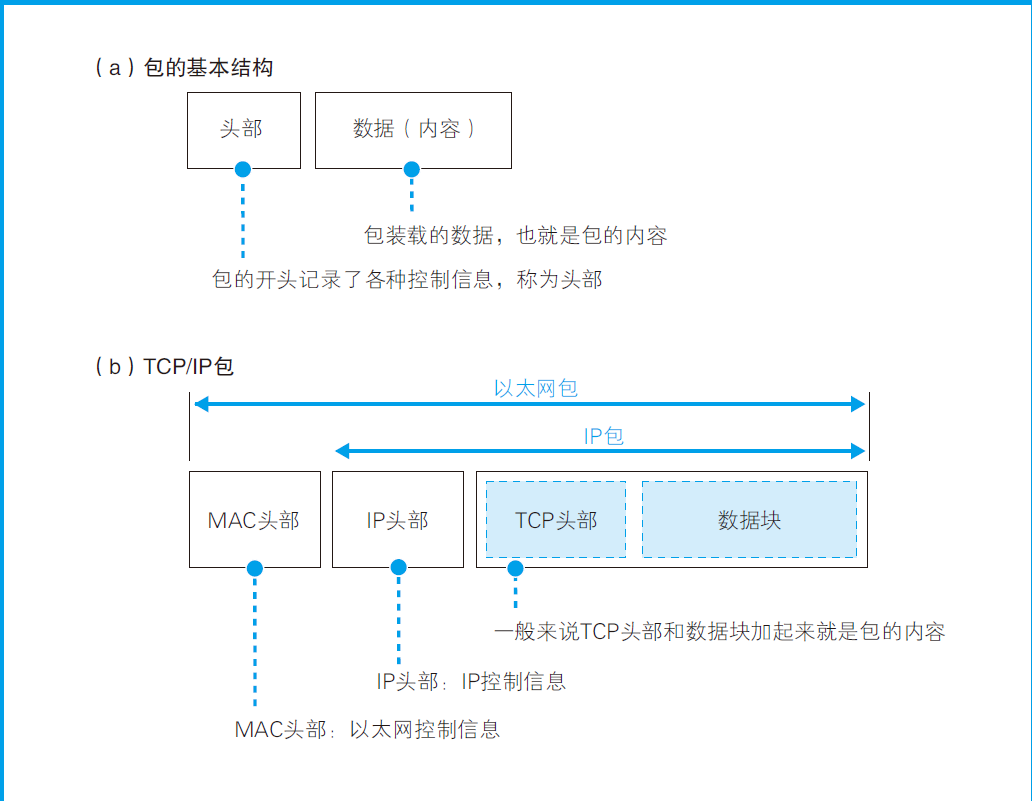 （a）包的基本结构
头部
数据（内容）
包装载的数据，也就是包的内容
包的开头记录了各种控制信息，称为头部
（b）TCP/IP包
以太网包
IP包
MAC头部
IP头部
TCP头部
数据块
一般来说TCP头部和数据块加起来就是包的内容
IP头部：IP控制信息
MAC头部：以太网控制信息